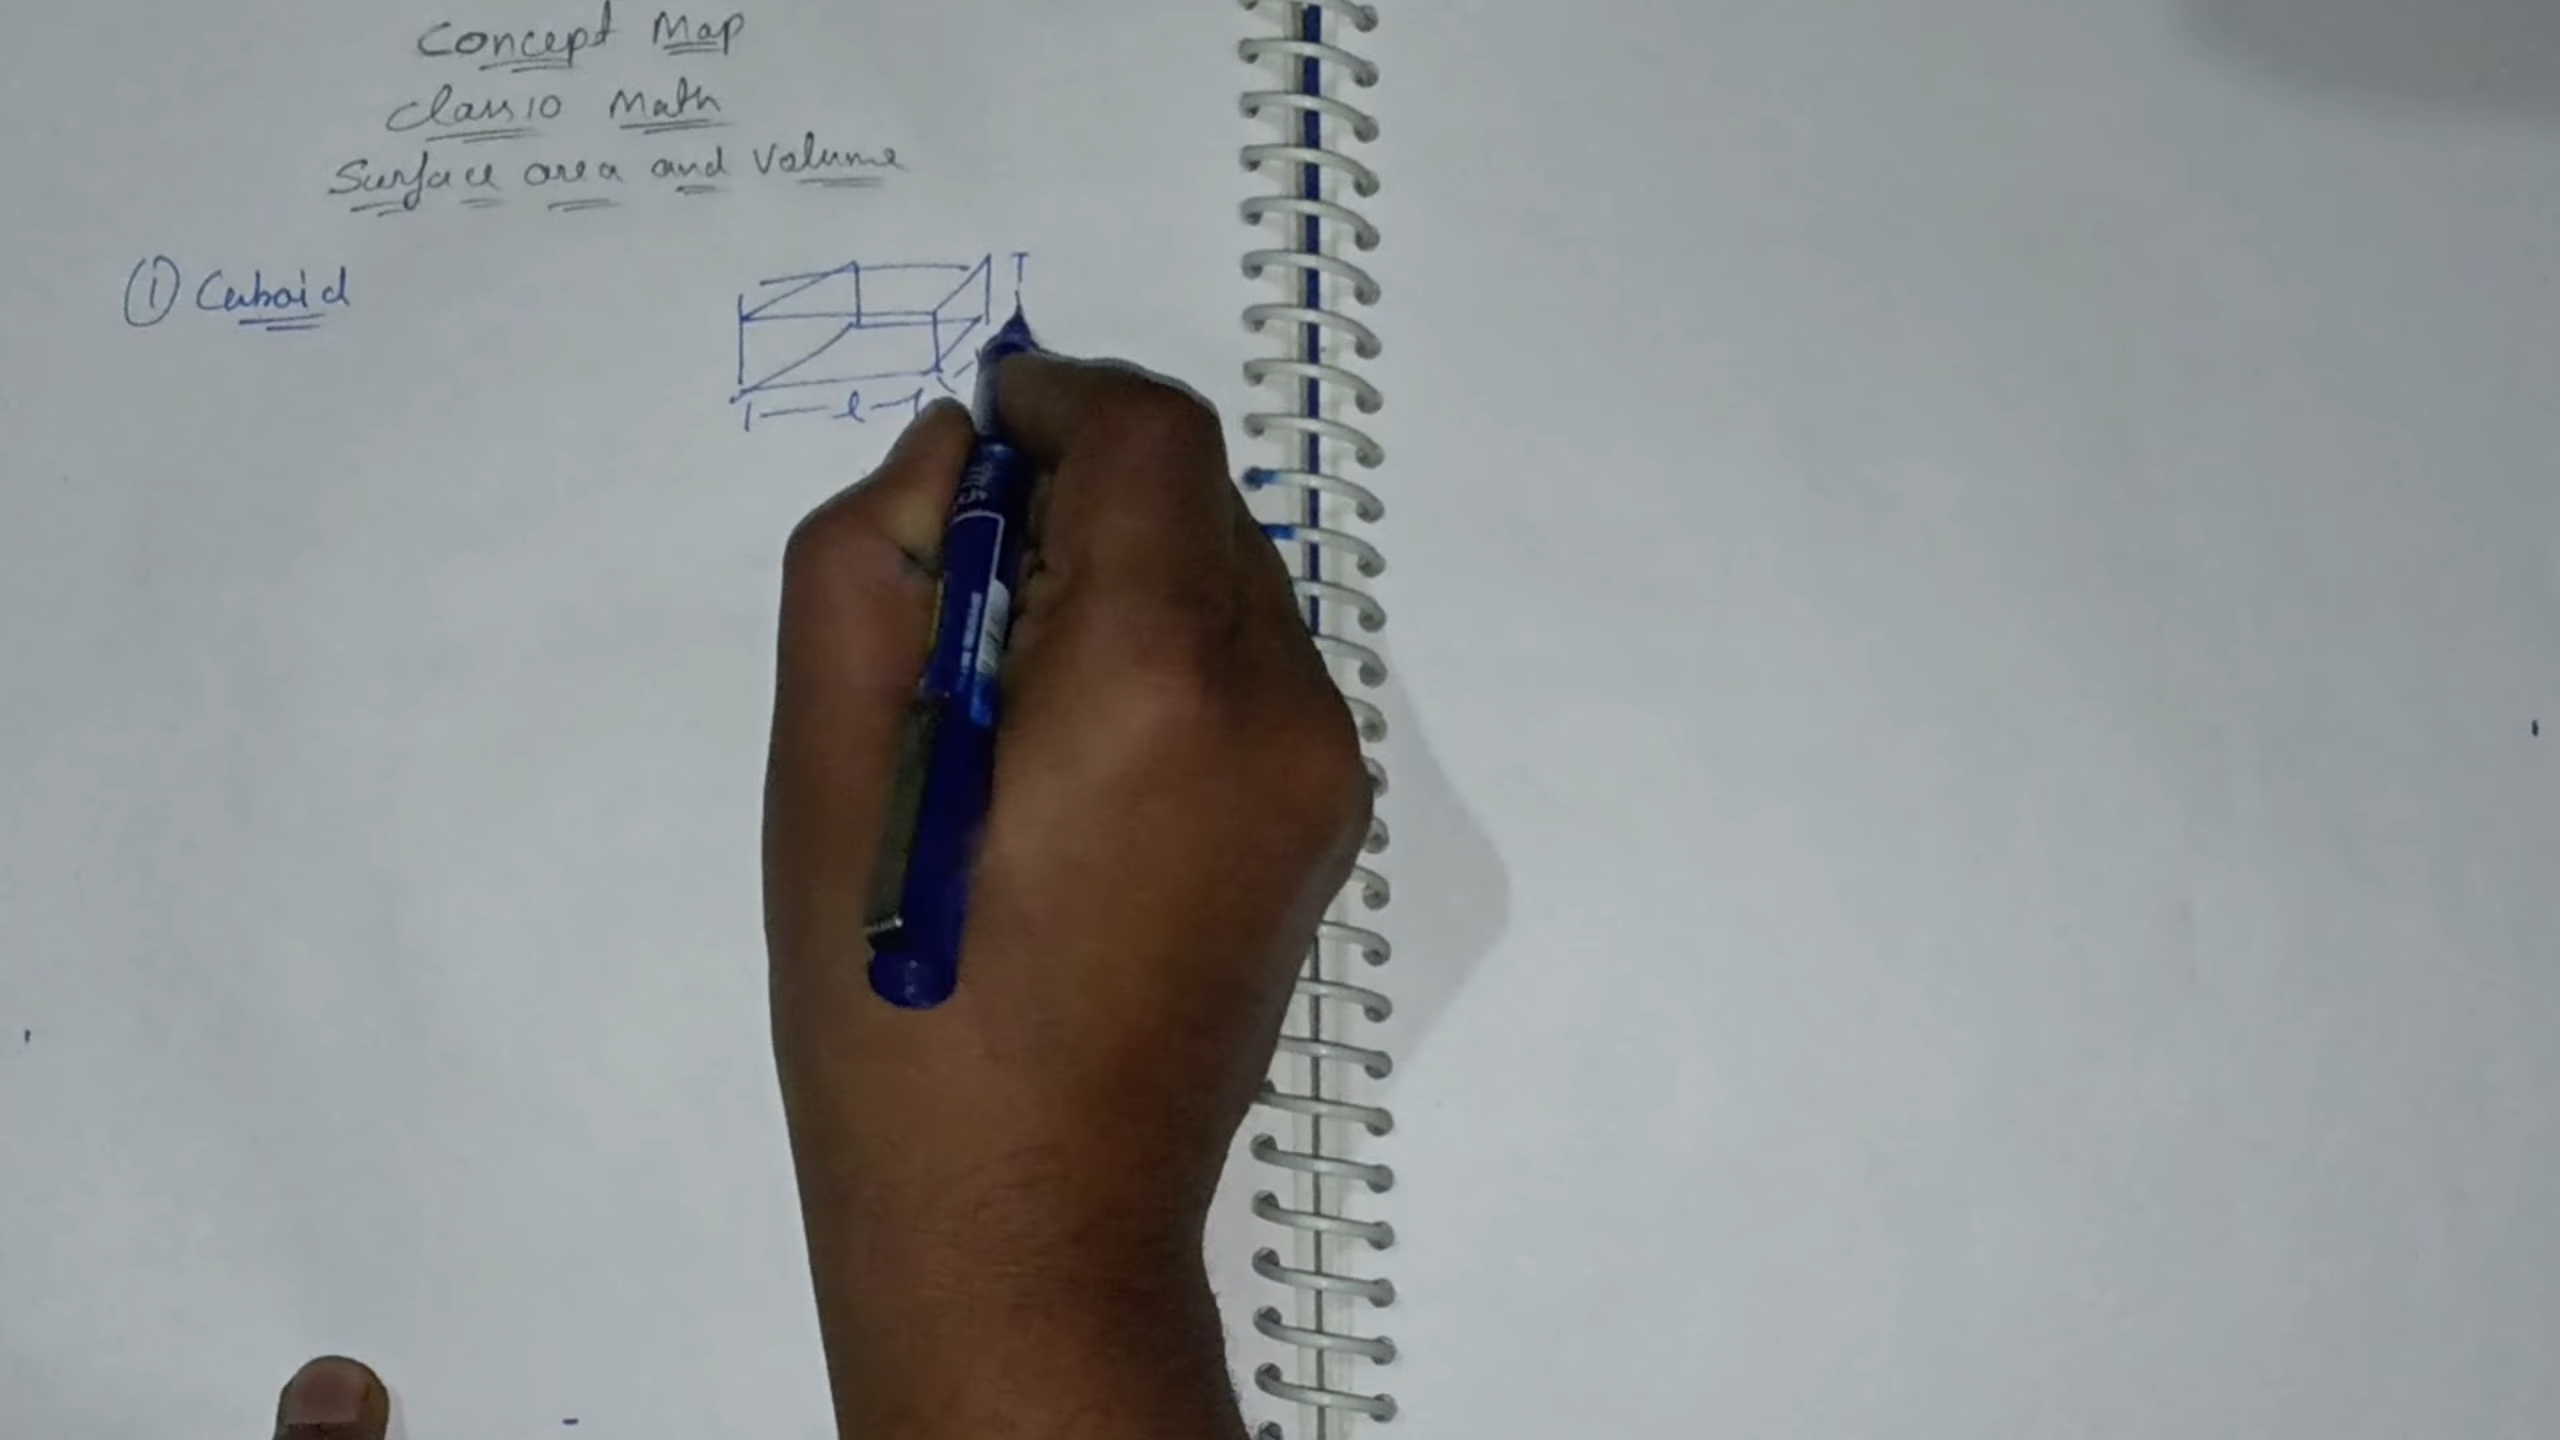 Concept Map
Class 10 Math
Surface area and Volume
① Cuboid
l